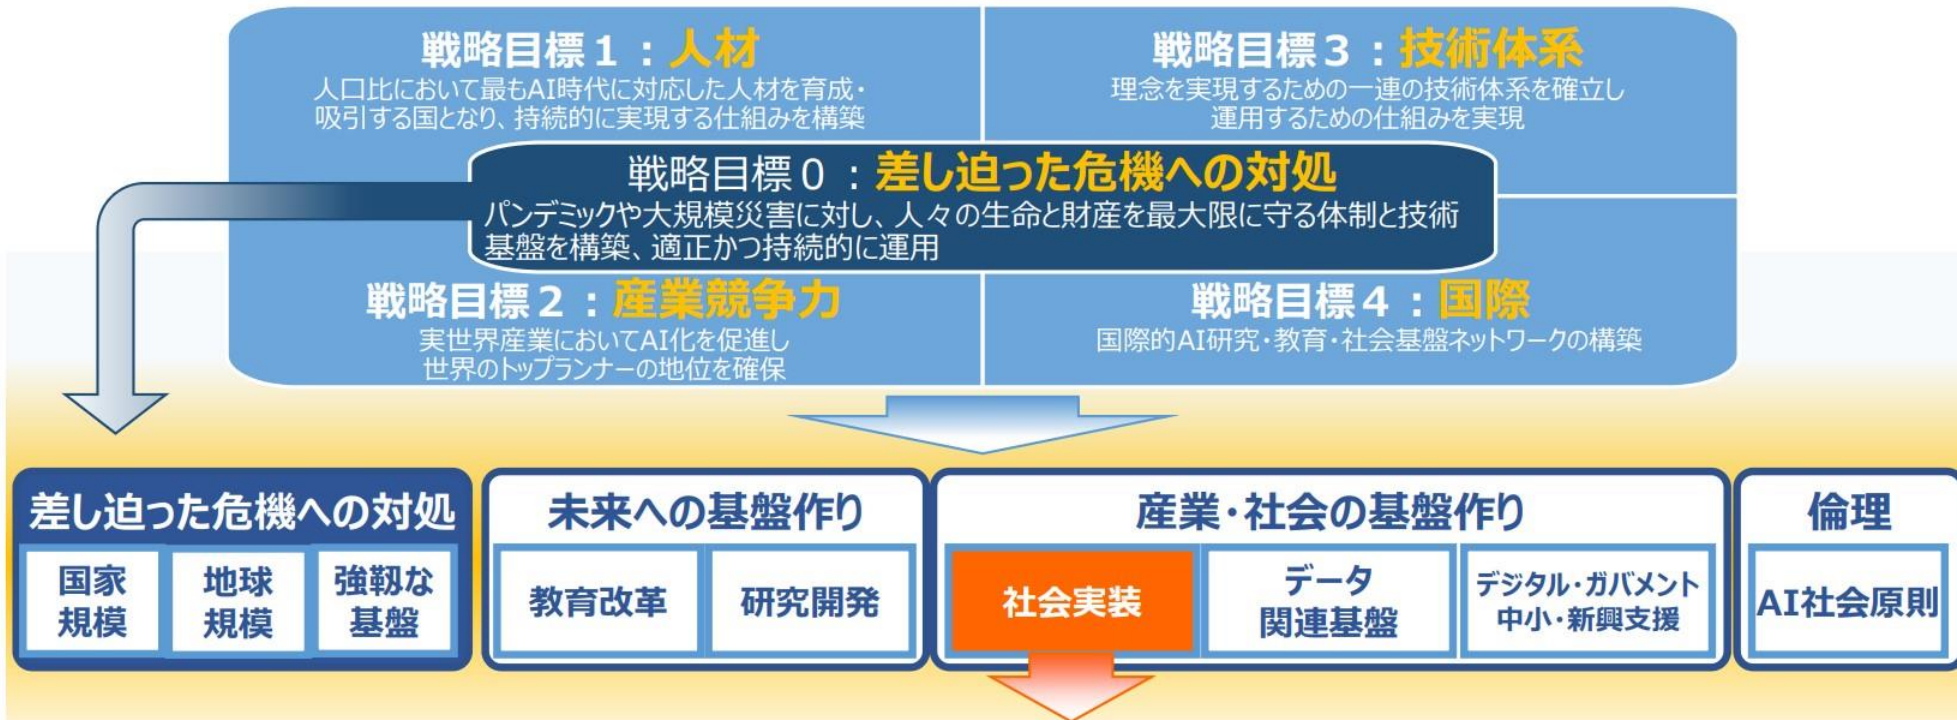 戦略目標1：人材
人口比において最もAI時代に対応した人材を育成・
吸引する国となり、持続的に実現する仕組みを構築
戦略目標3：技術体系
理念を実現するための一連の技術体系を確立し
運用するための仕組みを実現
戦略目標0：差し迫った危機への対処
パンデミックや大規模災害に対し、人々の生命と財産を最大限に守る体制と技術
基盤を構築、適正かつ持続的に運用
戦略目標2：産業競争力
実世界産業においてAI化を促進し
世界のトップランナーの地位を確保
戦略目標4：国際
国際的AI研究・教育・社会基盤ネットワークの構築
差し迫った危機への対処
国家
規模
地球
規模
強靱な
基盤
未来への基盤作り
教育改革
研究開発
産業・社会の基盤作り
社会実装
データ
関連基盤
デジタル・ガバメント
中小・新興支援
倫理
AI社会原則